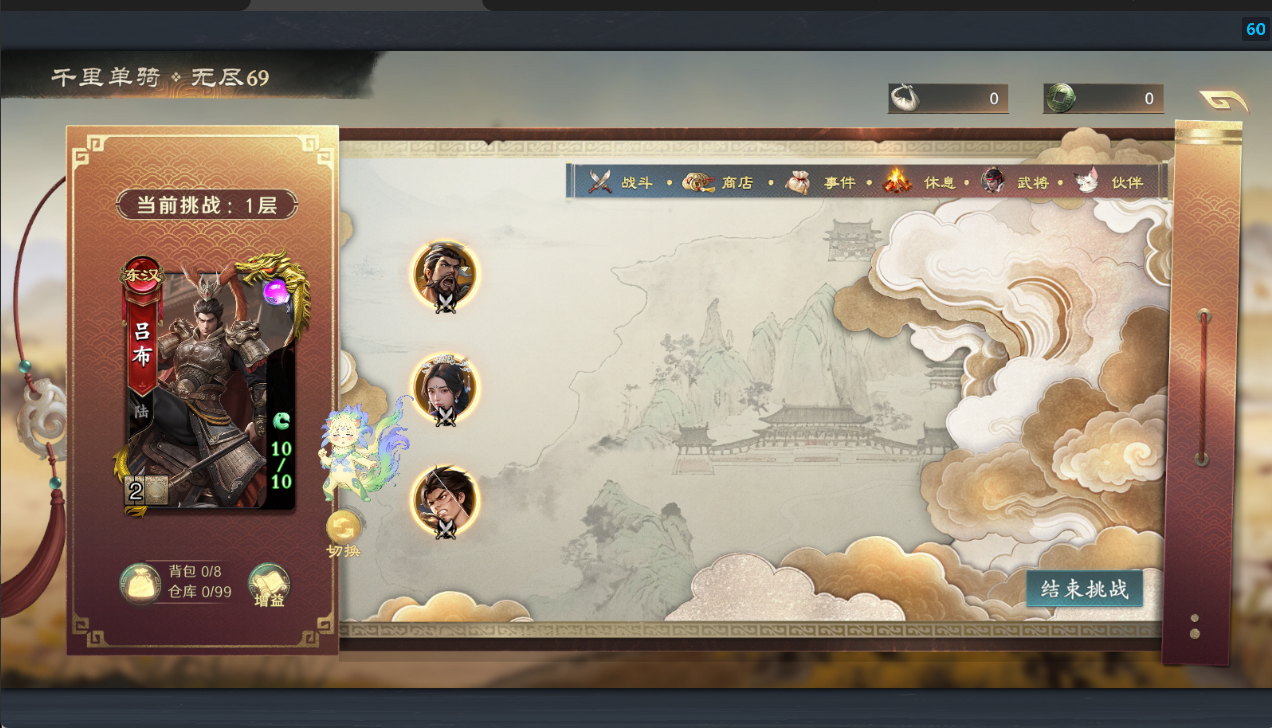 60
千里单骑 无尽69
0
0
当前挑战：1层
战斗 商店 事件 休息 武将 伙伴
东汉
吕布
陆
10
/
10
2
切换
背包 0/8
仓库 0/99
增益
结束挑战